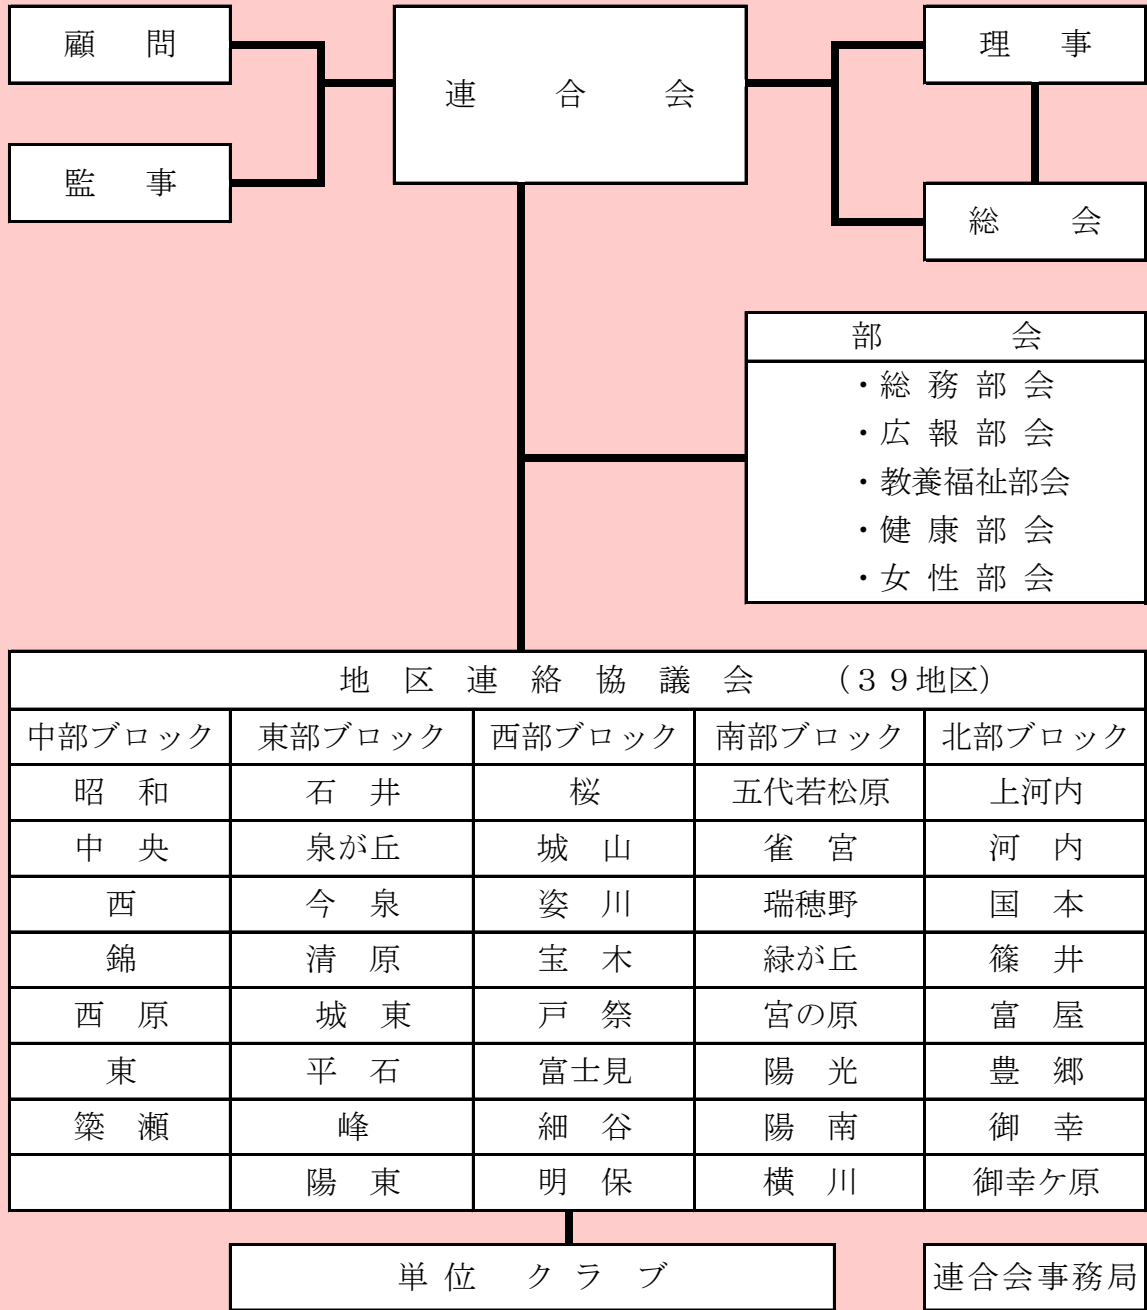 顧　問
連　合　会
理　事
監　事
総　会
部　会
・総務部会
・広報部会
・教養福祉部会
・健康部会
・女性部会
地区連絡協議会　（３９地区）
中部ブロック　東部ブロック　西部ブロック　南部ブロック　北部ブロック
昭和　石井　桜　五代若松原　上河内
中央　泉が丘　城山　雀宮　河内
西　今泉　姿川　瑞穂野　国本
錦　清原　宝木　緑が丘　篠井
西原　城東　戸祭　宮の原　富屋
東　平石　富士見　陽光　豊郷
簗瀬　峰　細谷　陽南　御幸
陽東　明保　横川　御幸ケ原
単位　クラブ　連合会事務局